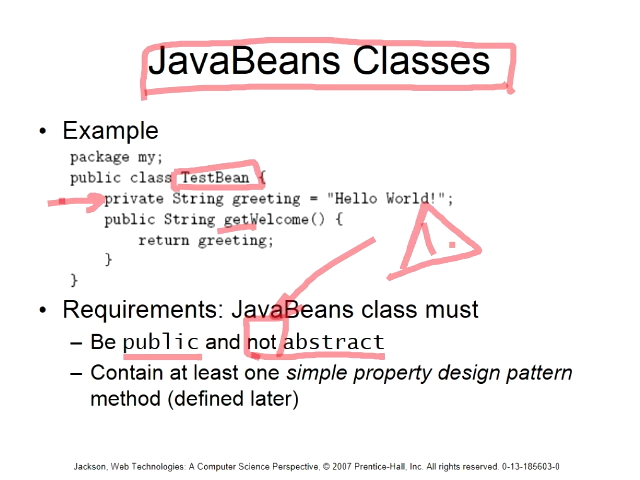 JavaBeans Classes
• Example
package my;
public class TestBean {
private String greeting = "Hello World!";
public String getWelcome() {
return greeting;
}
}
• Requirements: JavaBeans class must
– Be public and not abstract
– Contain at least one simple property design pattern
method (defined later)
Jackson, Web Technologies: A Computer Science Perspective, © 2007 Prentice-Hall, Inc. All rights reserved. 0-13-185603-0